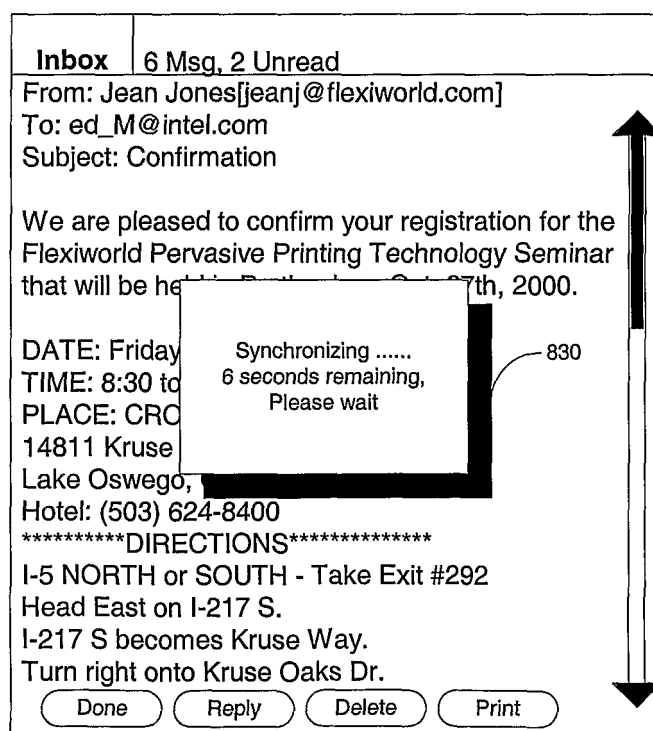 Inbox 6 Msg, 2 Unread
From: Jean Jones[jeanj@flexiworld.com]
To: ed_M@intel.com
Subject: Confirmation
We are pleased to confirm your registration for the
Flexiworld Pervasive Printing Technology Seminar
that will be 7th, 2000.
DATE: Friday
TIME: 8:30 to
PLACE: CRO
14811 Kruse
Lake Oswego,
Synchronizing ......
6 seconds remaining,
Please wait
830
Hotel: (503) 624-8400
**********DIRECTIONS**************
I-5 NORTH or SOUTH - Take Exit #292
Head East on I-217 S.
I-217 S becomes Kruse Way.
Turn right onto Kruse Oaks Dr.
Done Reply Delete Print